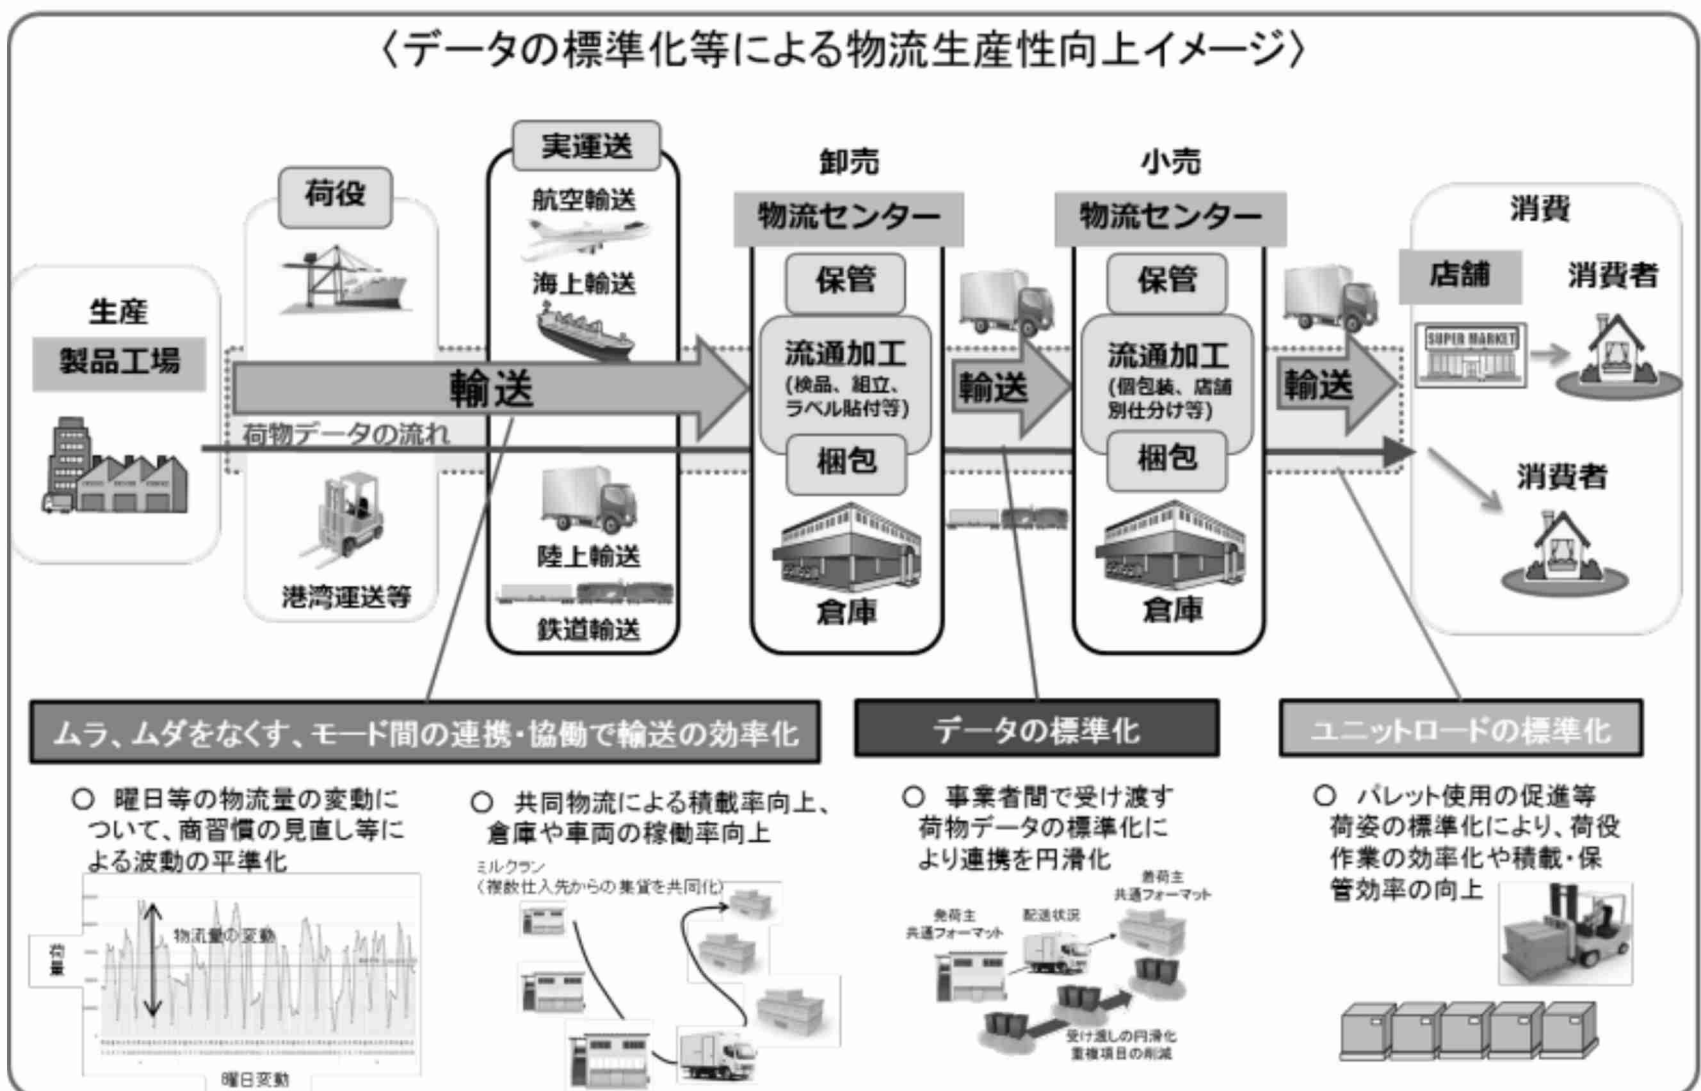 〈データの標準化等による物流生産性向上イメージ〉
生産
製品工場
荷役
港湾運送等
実運送
航空輸送
海上輸送
輸送
荷物データの流れ
陸上輸送
鉄道輸送
卸売
物流センター
保管
流通加工
(検品、組立、
ラベル貼付等)
梱包
倉庫
輸送
小売
物流センター
保管
流通加工
(個包装、店舗
別仕分け等)
梱包
倉庫
輸送
消費
店舗
消費者
SUPER MARKET
消費者
ムラ、ムダをなくす、モード間の連携・協働で輸送の効率化
○ 曜日等の物流量の変動に
ついて、商習慣の見直し等に
よる波動の平準化
物流量の変動
荷量
曜日変動
○ 共同物流による積載率向上、
倉庫や車両の稼働率向上
ミルクラン
(複数仕入先からの集貨を共同化)
データの標準化
○ 事業者間で受け渡す
荷物データの標準化に
より連携を円滑化
着荷主
共通フォーマット
発荷主
共通フォーマット
配送状況
受け渡しの円滑化
重複項目の削減
ユニットロードの標準化
○ パレット使用の促進等
荷姿の標準化により、荷役
作業の効率化や積載・保
管効率の向上